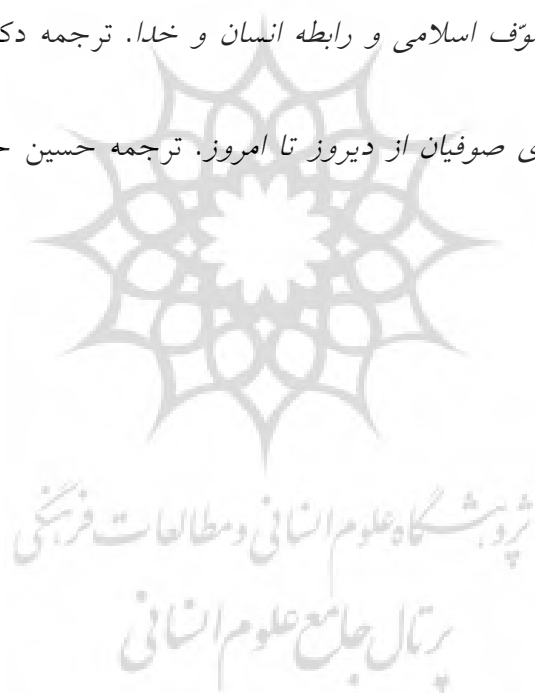 وّف اسلامی و رابطه انسان و خدا. ترجمه دک
ی صوفیان از دیروز تا امروز. ترجمه حسین ح
پژوهشگاه علوم انسانی و مطالعات فرهنگی
پرتال جامع علوم انسانی